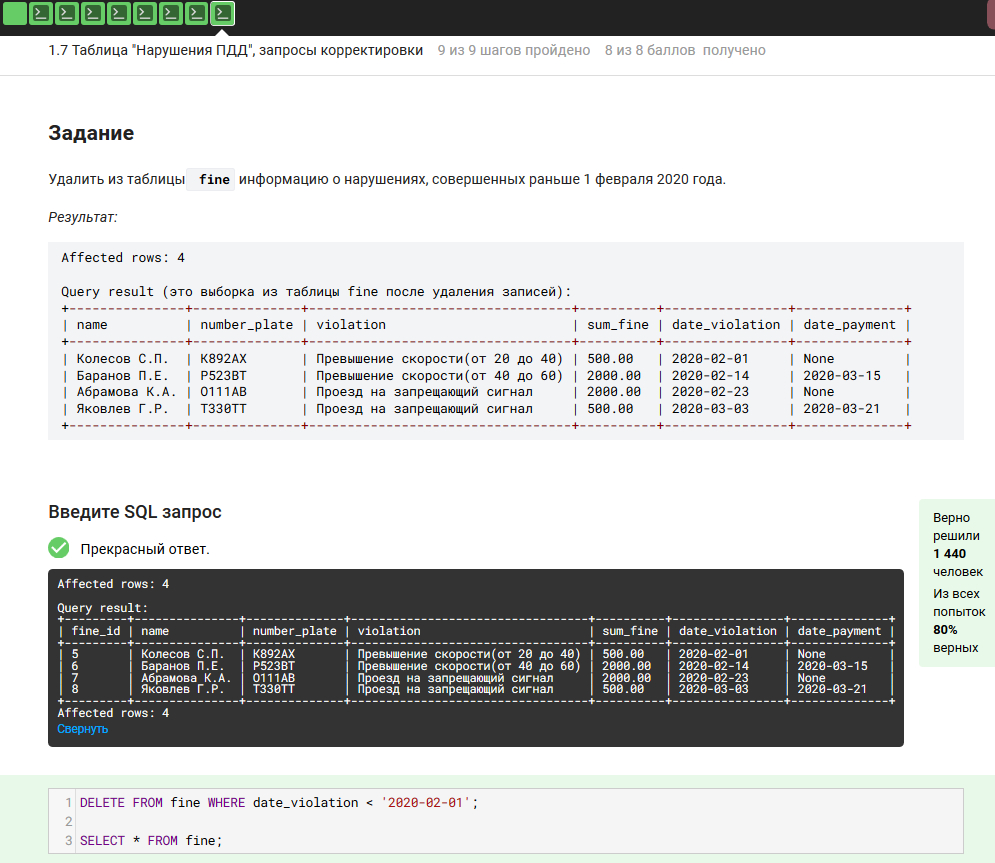 1.7 Таблица "Нарушения ПДД", запросы корректировки 9 из 9 шагов пройдено 8 из 8 баллов получено
Задание
Удалить из таблицы fine информацию о нарушениях, совершенных раньше 1 февраля 2020 года.
Результат:
Affected rows: 4
Query result (это выборка из таблицы fine после удаления записей):
+---------------+--------------+----------------------------------+----------+----------------+--------------+
| name | number_plate | violation | sum_fine | date_violation | date_payment |
+---------------+--------------+----------------------------------+----------+----------------+--------------+
| Колесов С.П. | К892АХ | Превышение скорости(от 20 до 40) | 500.00 | 2020-02-01 | None |
| Баранов П.Е. | Р523ВТ | Превышение скорости(от 40 до 60) | 2000.00 | 2020-02-14 | 2020-03-15 |
| Абрамова К.А. | О111АВ | Проезд на запрещающий сигнал | 2000.00 | 2020-02-23 | None |
| Яковлев Г.Р. | Т330ТТ | Проезд на запрещающий сигнал | 500.00 | 2020-03-03 | 2020-03-21 |
+---------------+--------------+----------------------------------+----------+----------------+--------------+
Введите SQL запрос
Прекрасный ответ.
Affected rows: 4
Query result:
+---------+---------------+--------------+----------------------------------+----------+----------------+--------------+
| fine_id | name | number_plate | violation | sum_fine | date_violation | date_payment |
+---------+---------------+--------------+----------------------------------+----------+----------------+--------------+
| 5 | Колесов С.П. | К892АХ | Превышение скорости(от 20 до 40) | 500.00 | 2020-02-01 | None |
| 6 | Баранов П.Е. | Р523ВТ | Превышение скорости(от 40 до 60) | 2000.00 | 2020-02-14 | 2020-03-15 |
| 7 | Абрамова К.А. | О111АВ | Проезд на запрещающий сигнал | 2000.00 | 2020-02-23 | None |
| 8 | Яковлев Г.Р. | Т330ТТ | Проезд на запрещающий сигнал | 500.00 | 2020-03-03 | 2020-03-21 |
+---------+---------------+--------------+----------------------------------+----------+----------------+--------------+
Affected rows: 4
Свернуть
Верно
решили
1 440
человек
Из всех
попыток
80%
верных
1 DELETE FROM fine WHERE date_violation < '2020-02-01';
2
3 SELECT * FROM fine;